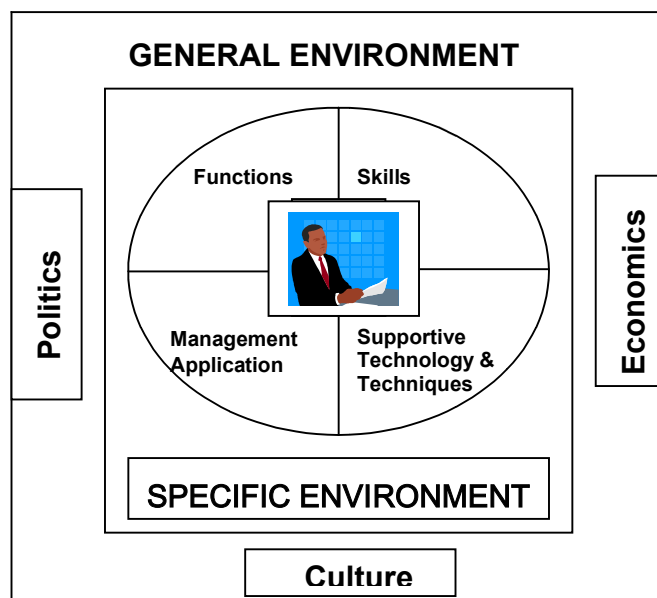 GENERAL ENVIRONMENT
Functions
Skills
Politics
Economics
Management
Application
Supportive
Technology &
Techniques
SPECIFIC ENVIRONMENT
Culture